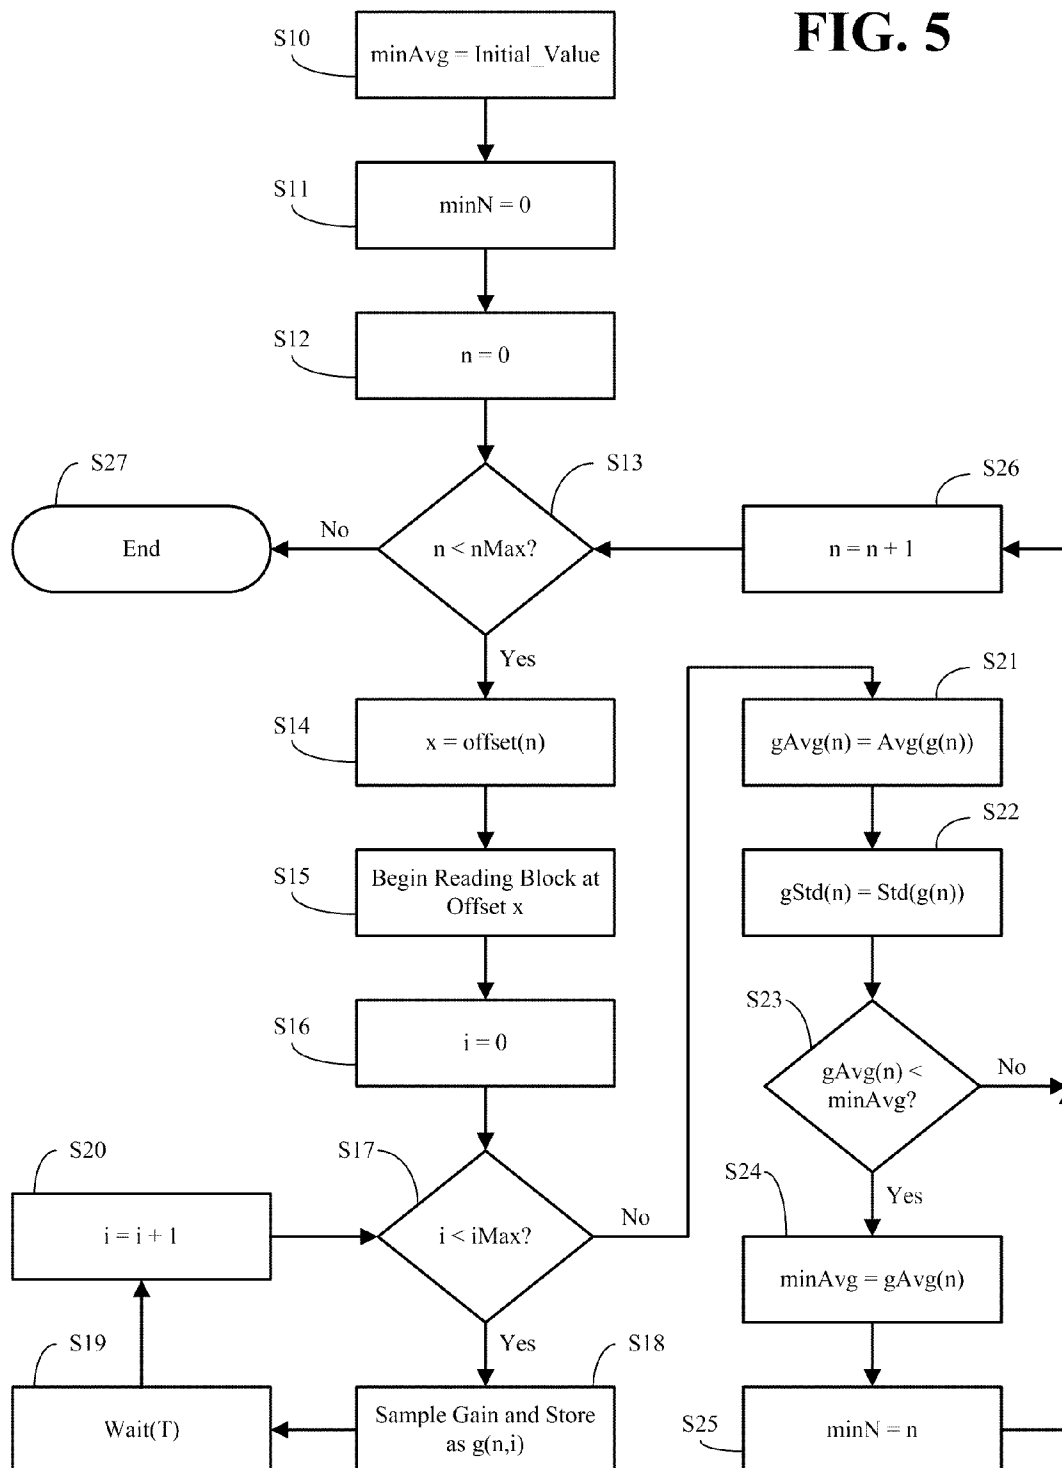 FIG. 5
S10
minAvg = Initial_Value
S11
minN = 0
S12
n = 0
S27
End
No
S13
n < nMax?
S26
n = n + 1
Yes
S14
x = offset(n)
S21
gAvg(n) = Avg(g(n))
S15
Begin Reading Block at
Offset x
S22
gStd(n) = Std(g(n))
S16
i = 0
S23
gAvg(n) <
minAvg?
No
S20
i = i + 1
S17
i < iMax?
No
Yes
S24
minAvg = gAvg(n)
Yes
S19
Wait(T)
S18
Sample Gain and Store
as g(n,i)
S25
minN = n